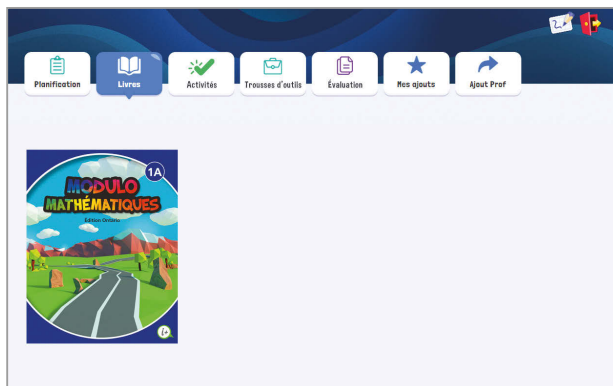 Planification
Livres
Activités
Trousses d'outils
Évaluation
Mes ajouts
Ajout Prof
1A
MODULO
MATHÉMATIQUES
Édition Ontario
i+